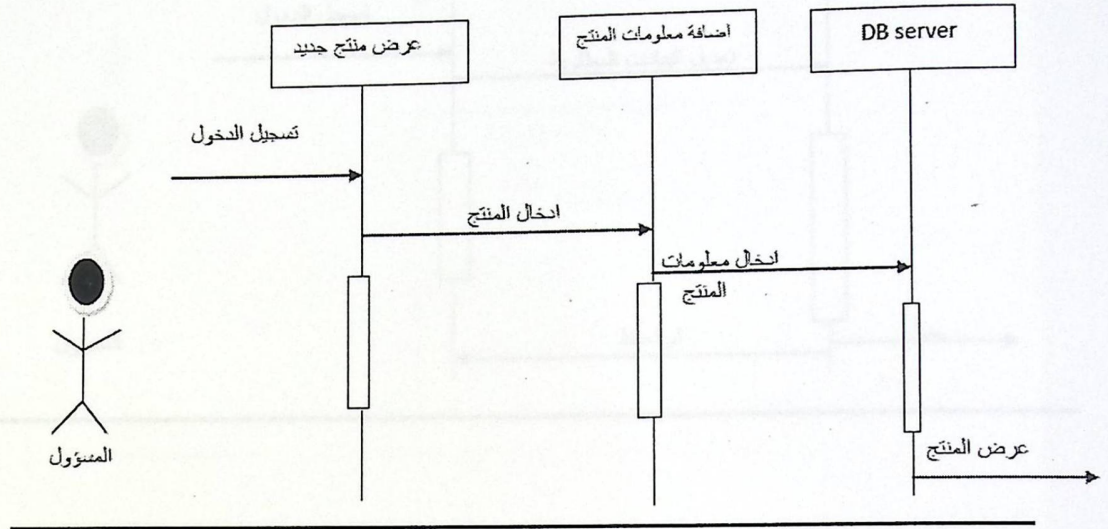 عرض منتج جديد
اضافة معلومات المنتج
DB server
تسجيل الدخول
ادخال المنتج
ادخال معلومات
المنتج
المسؤول
عرض المنتج